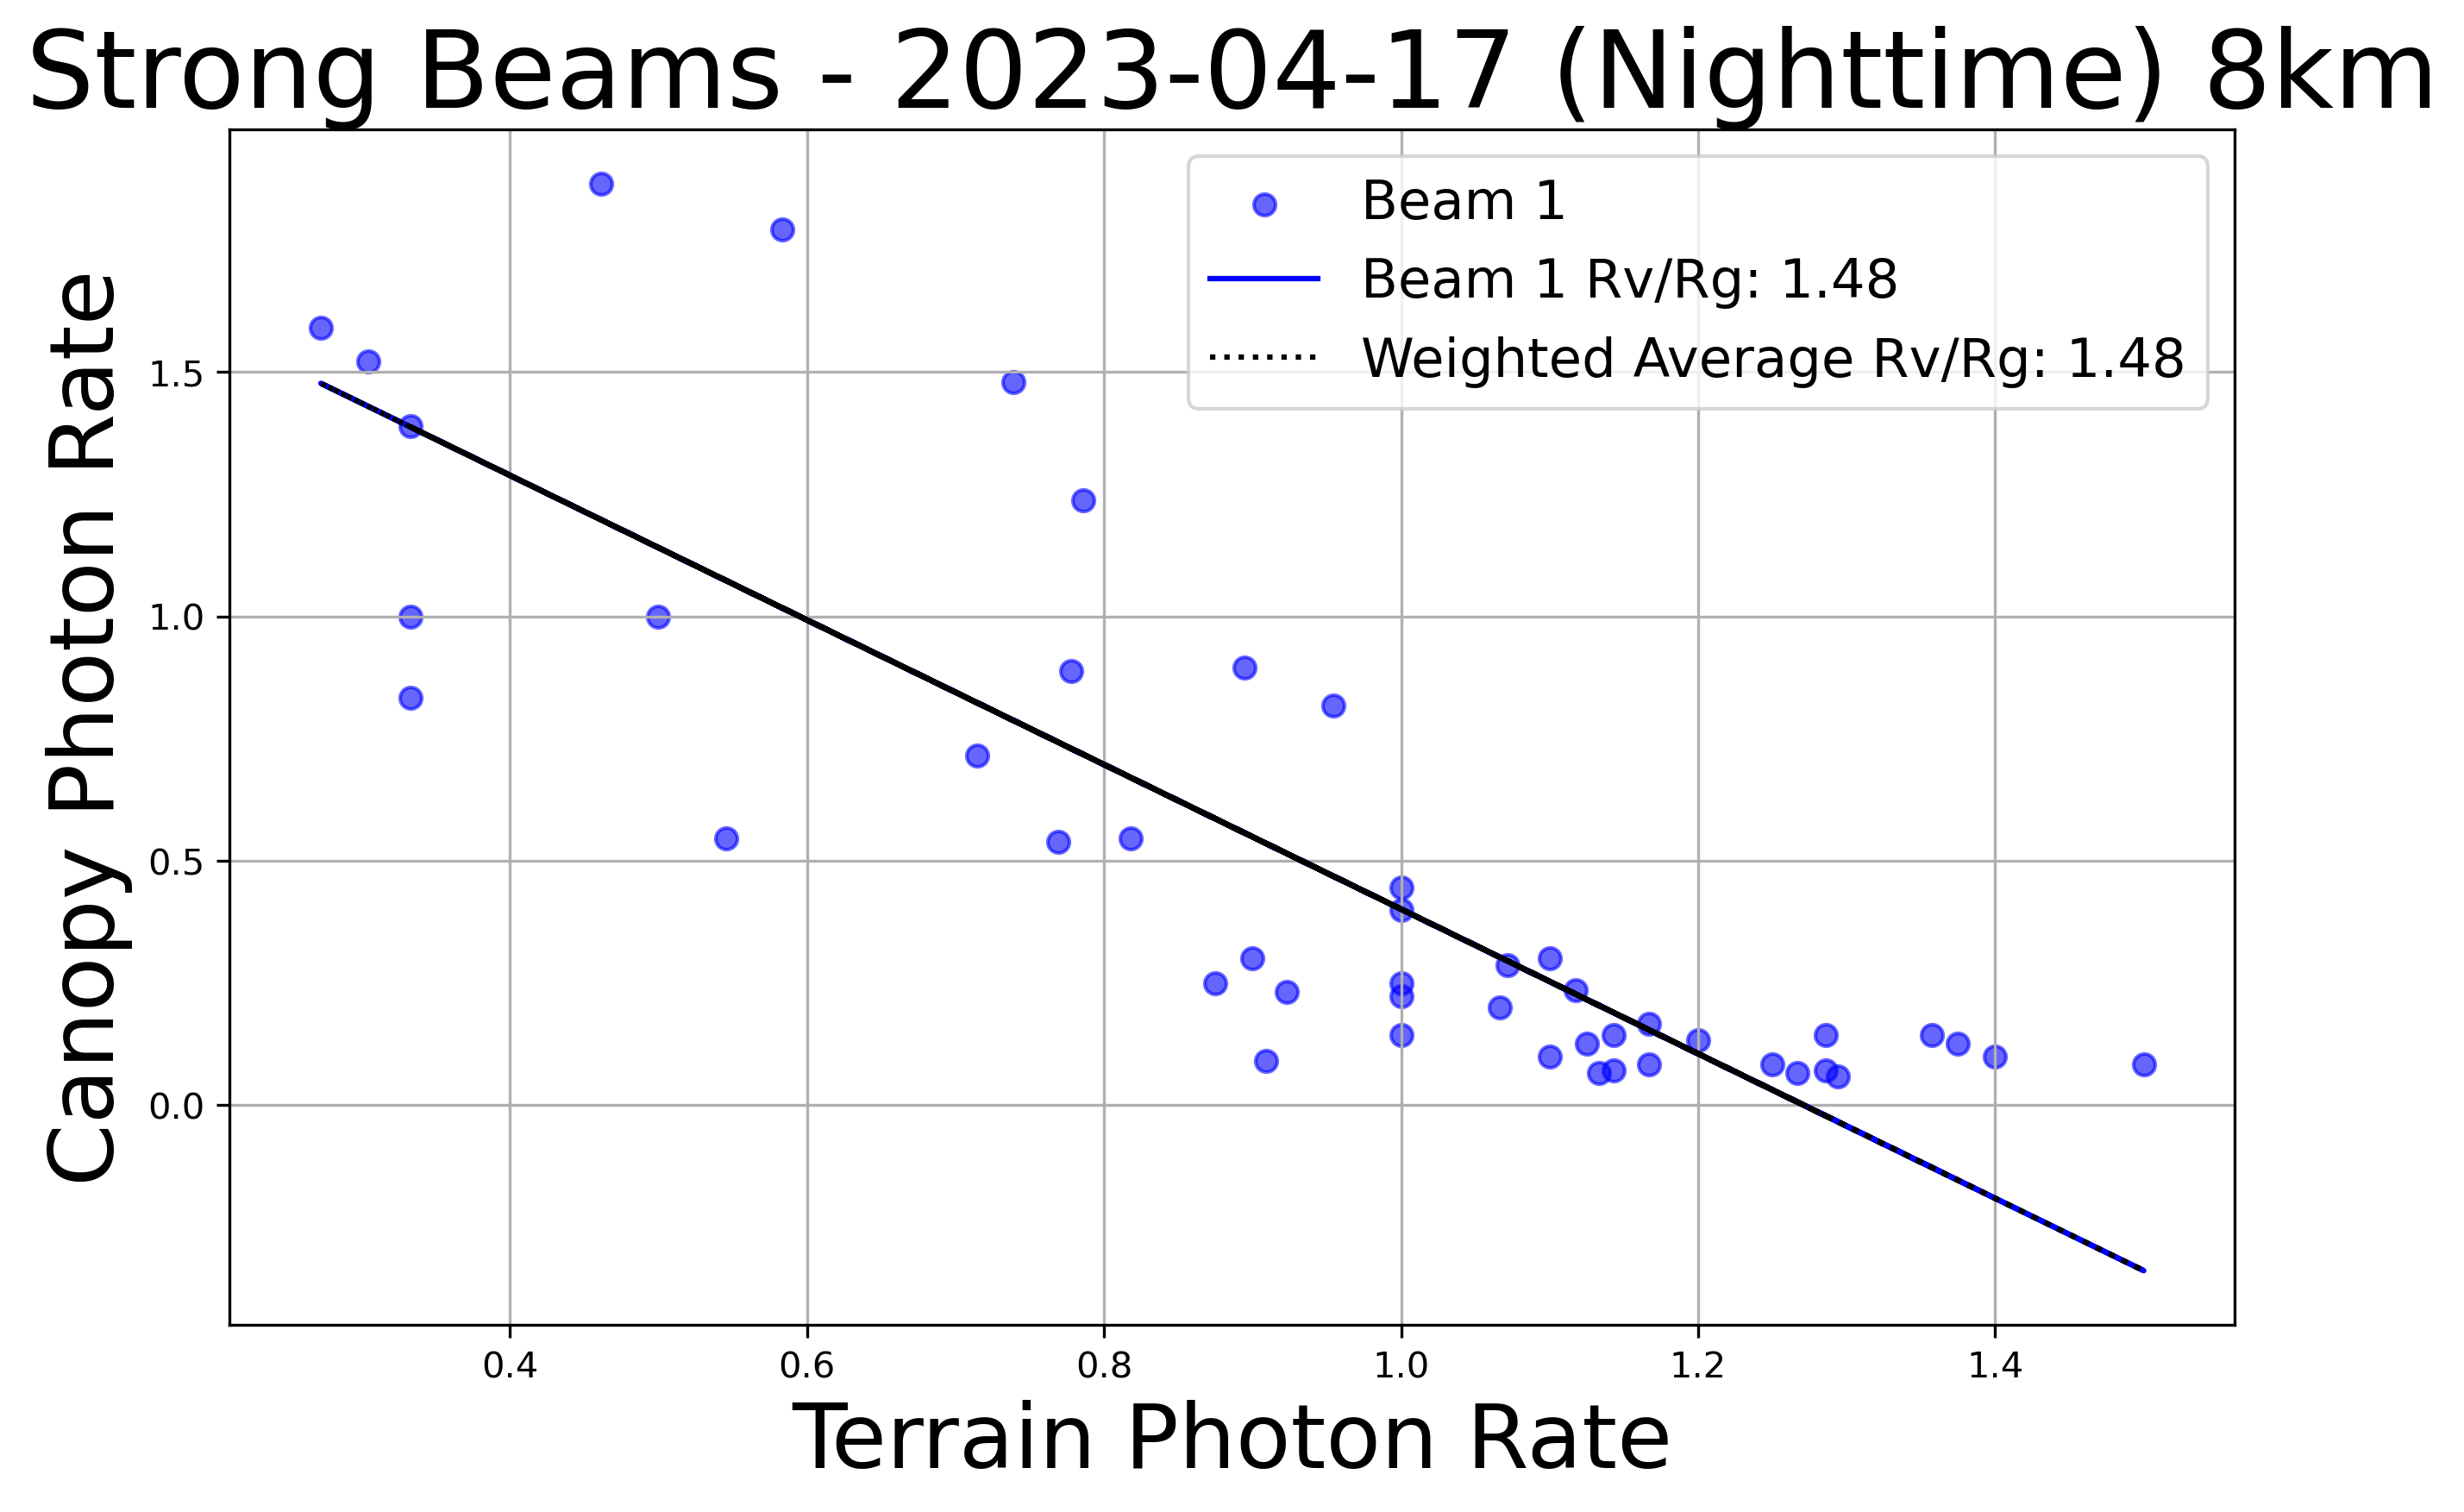 Strong Beams - 2023-04-17 (Nighttime) 8km
Beam 1
Beam 1 Rv/Rg: 1.48
Weighted Average Rv/Rg: 1.48
Canopy Photon Rate
1.5
1.0
0.5
0.0
0.4 0.6 0.8 1.0 1.2 1.4
Terrain Photon Rate